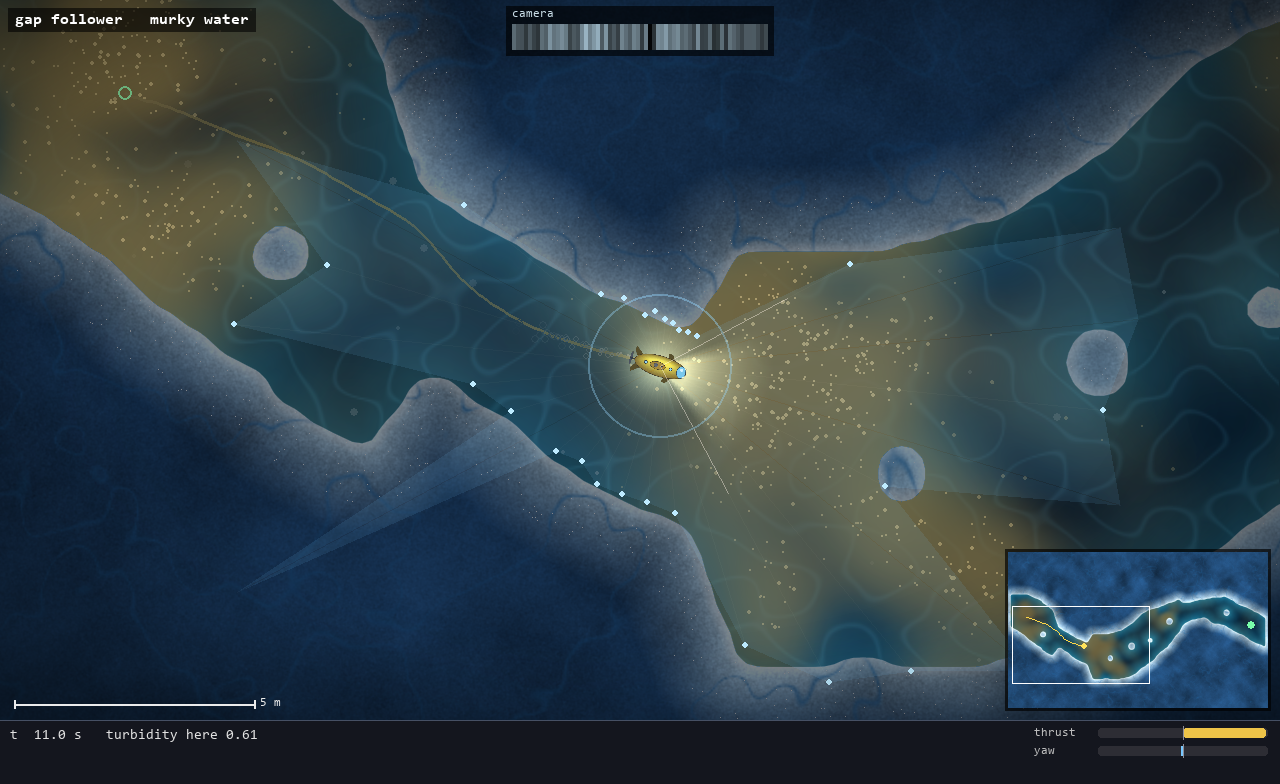 gap follower   murky water
camera
5 m
t  11.0 s   turbidity here 0.61
thrust
yaw